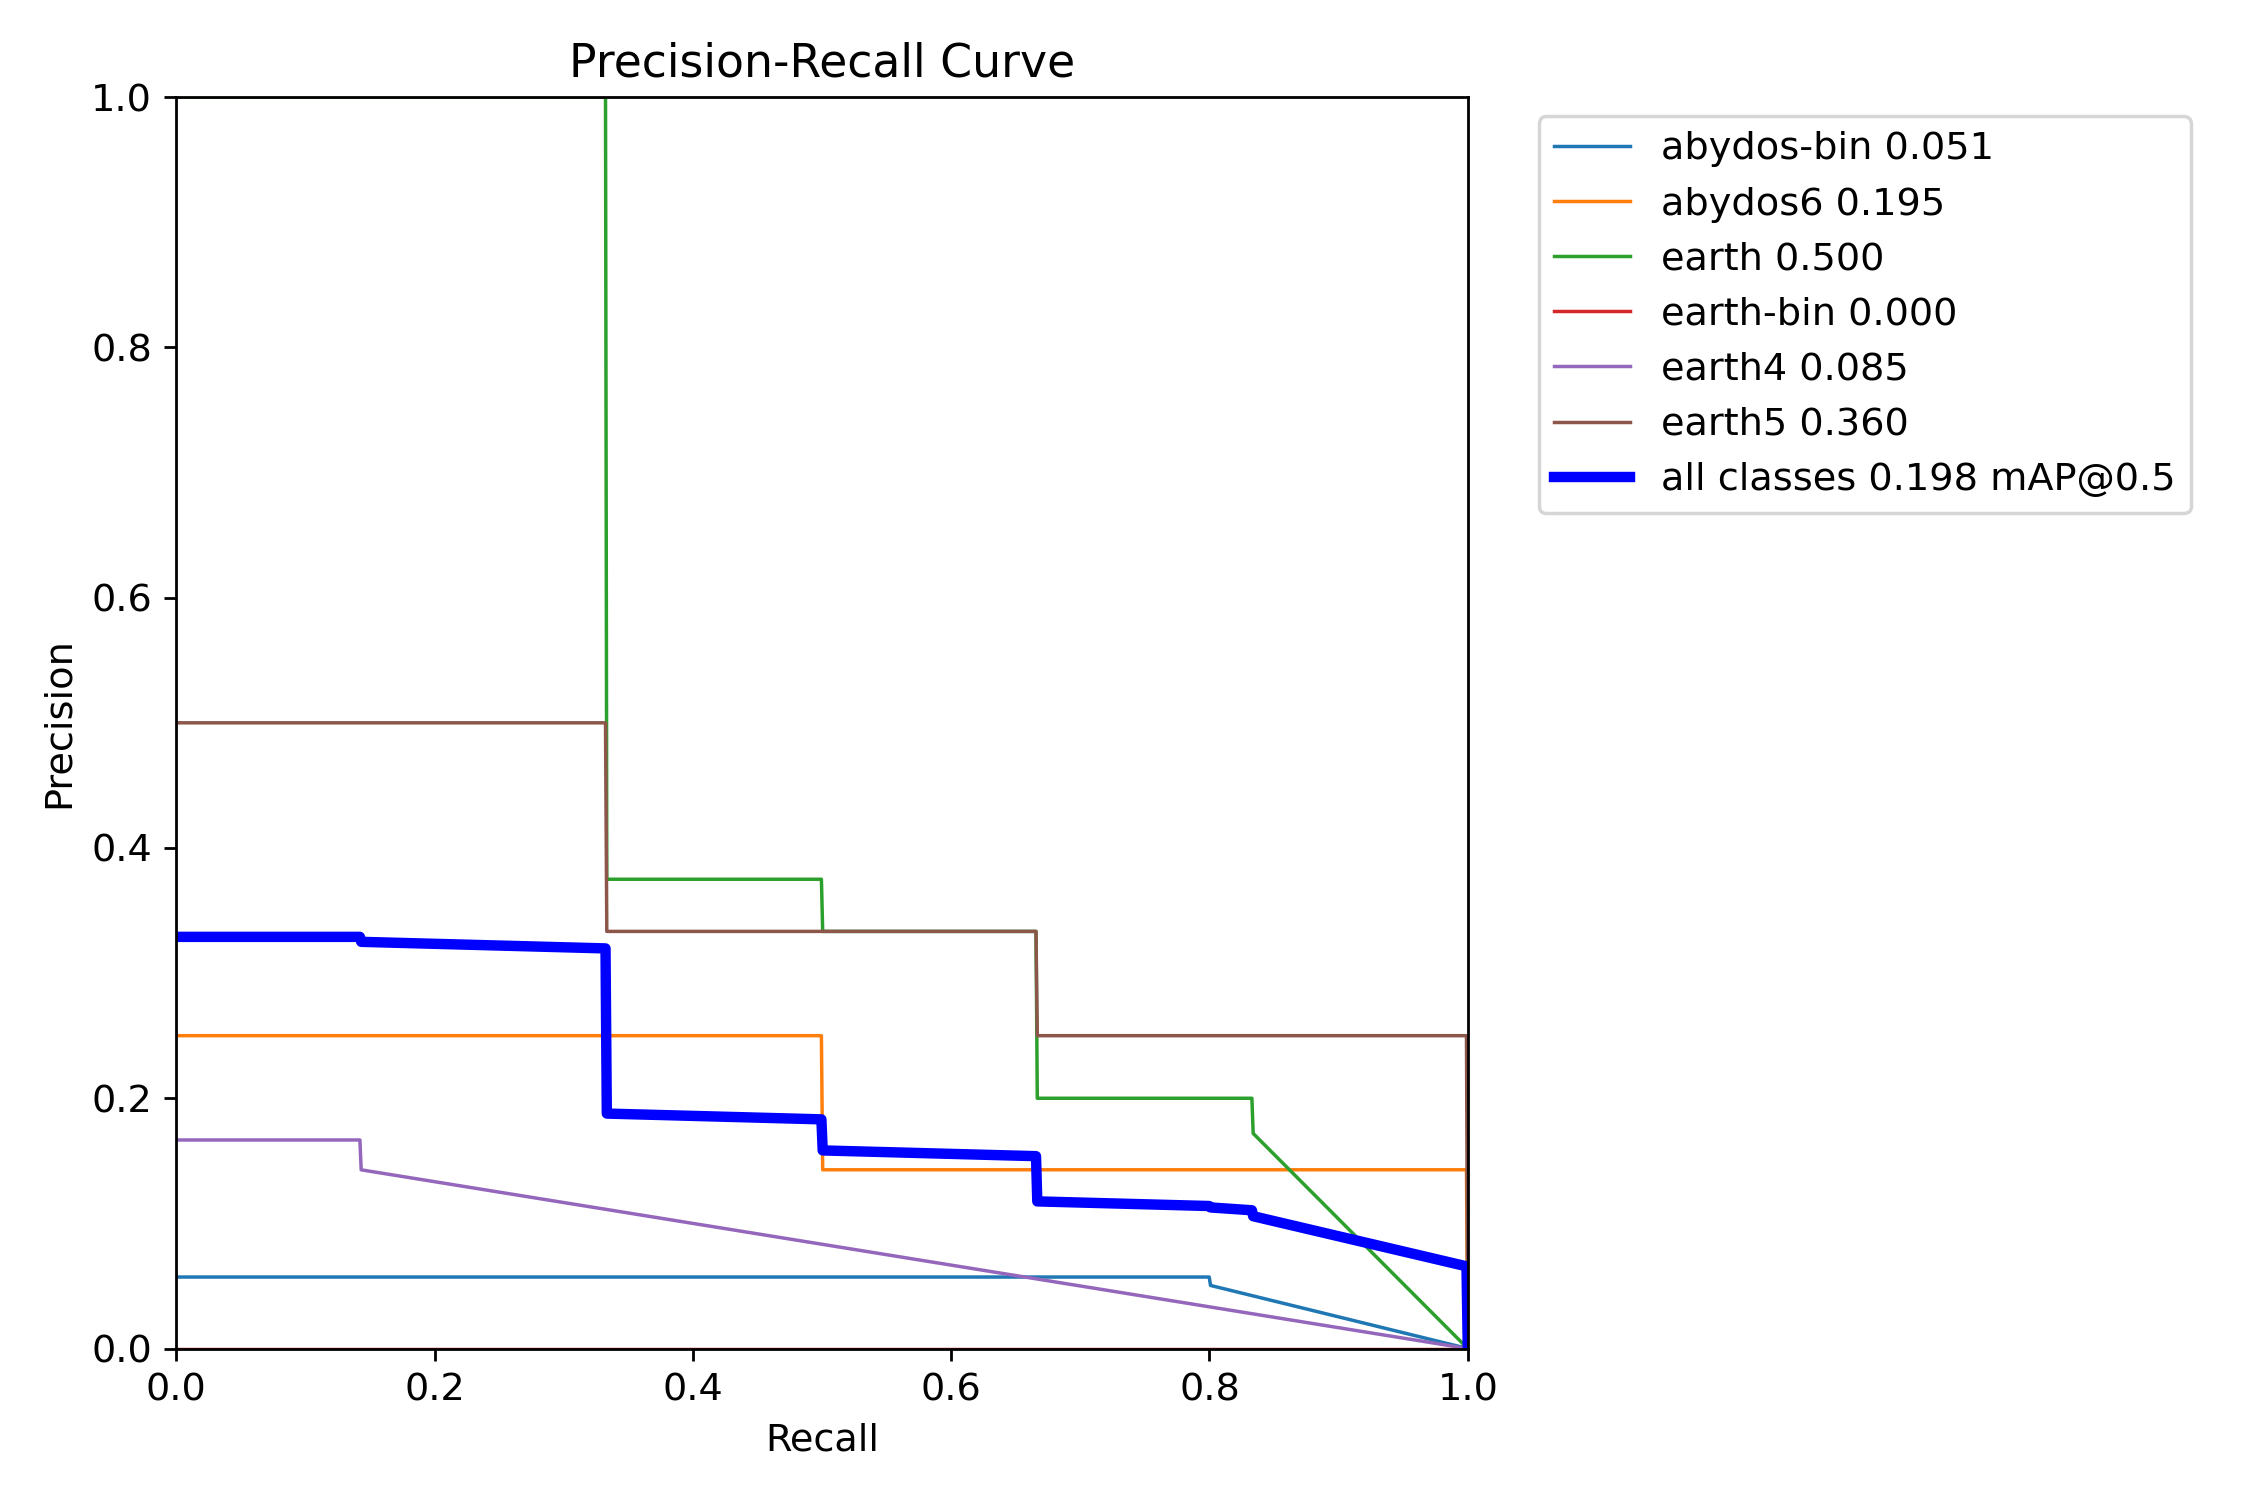 Precision-Recall Curve
1.0
0.8
0.6
0.4
0.2
0.0
Precision
0.0 0.2 0.4 0.6 0.8 1.0
Recall
abydos-bin 0.051
abydos6 0.195
earth 0.500
earth-bin 0.000
earth4 0.085
earth5 0.360
all classes 0.198 mAP@0.5